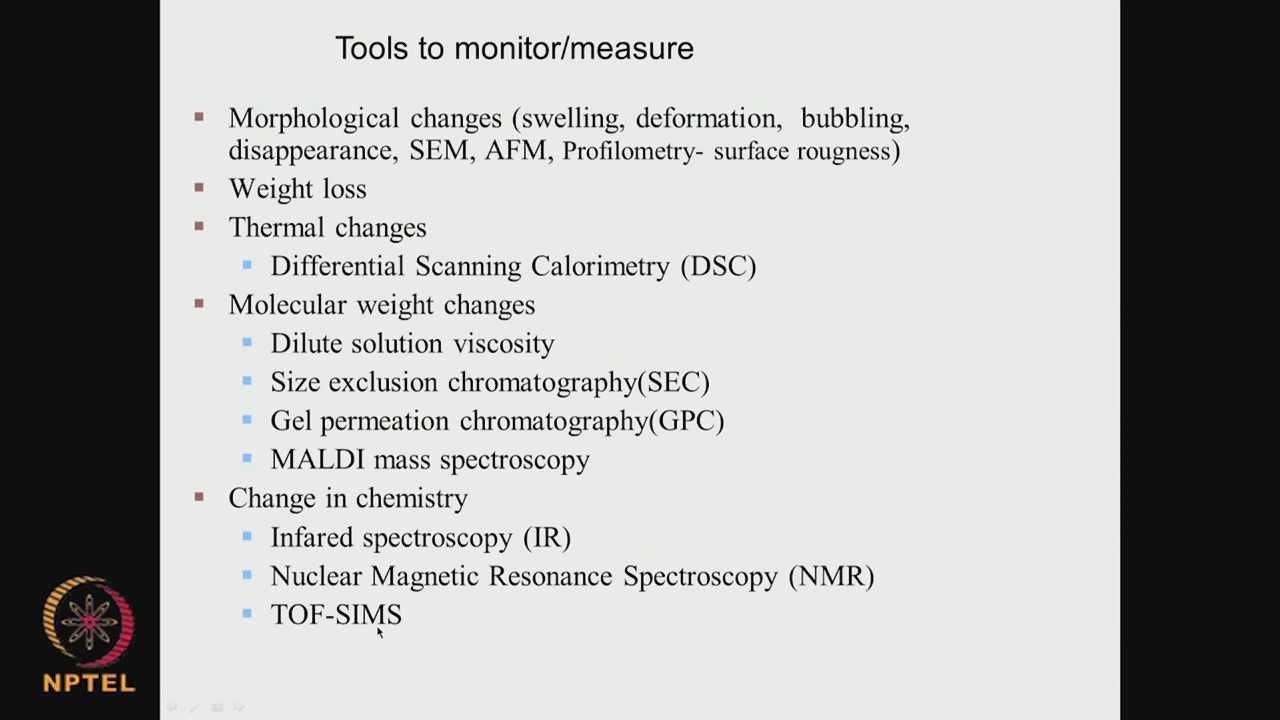 Tools to monitor/measure
Morphological changes (swelling, deformation, bubbling,
disappearance, SEM, AFM, Profilometry- surface rougness)
Weight loss
Thermal changes
Differential Scanning Calorimetry (DSC)
Molecular weight changes
Dilute solution viscosity
Size exclusion chromatography(SEC)
Gel permeation chromatography(GPC)
MALDI mass spectroscopy
Change in chemistry
Infared spectroscopy (IR)
Nuclear Magnetic Resonance Spectroscopy (NMR)
TOF-SIMS
NPTEL